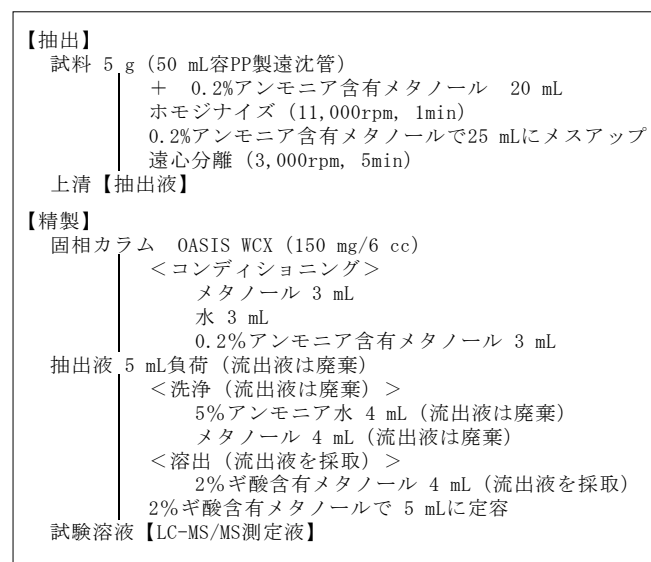 【抽出】
試料 5 g (50 mL容PP製遠沈管)
＋ 0.2%アンモニア含有メタノール 20 mL
ホモジナイズ (11,000rpm, 1min)
0.2%アンモニア含有メタノールで25 mLにメスアップ
遠心分離 (3,000rpm, 5min)
上清【抽出液】
【精製】
固相カラム OASIS WCX (150 mg/6 cc)
＜コンディショニング＞
メタノール 3 mL
水 3 mL
0.2％アンモニア含有メタノール 3 mL
抽出液 5 mL負荷 (流出液は廃棄)
＜洗浄 (流出液は廃棄) ＞
5%アンモニア水 4 mL (流出液は廃棄)
メタノール 4 mL (流出液は廃棄)
＜溶出 (流出液を採取) ＞
2%ギ酸含有メタノール 4 mL (流出液を採取)
2%ギ酸含有メタノールで 5 mLに定容
試験溶液【LC-MS/MS測定液】